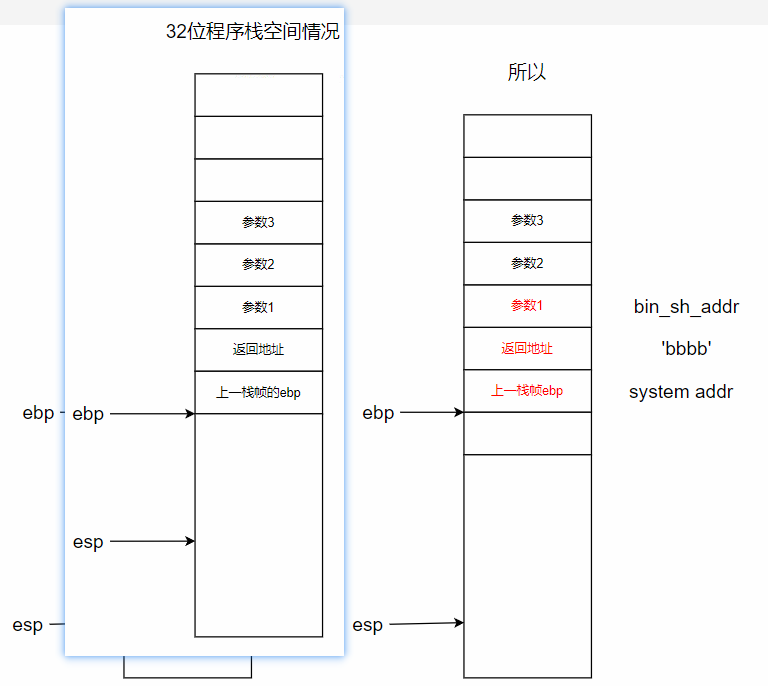 32位程序栈空间情况
参数3
参数2
参数1
返回地址
上一栈帧的ebp
ebp
ebp
esp
esp
所以
参数3
参数2
参数1
bin_sh_addr
返回地址
'bbbb'
上一栈帧ebp
system addr
ebp
esp